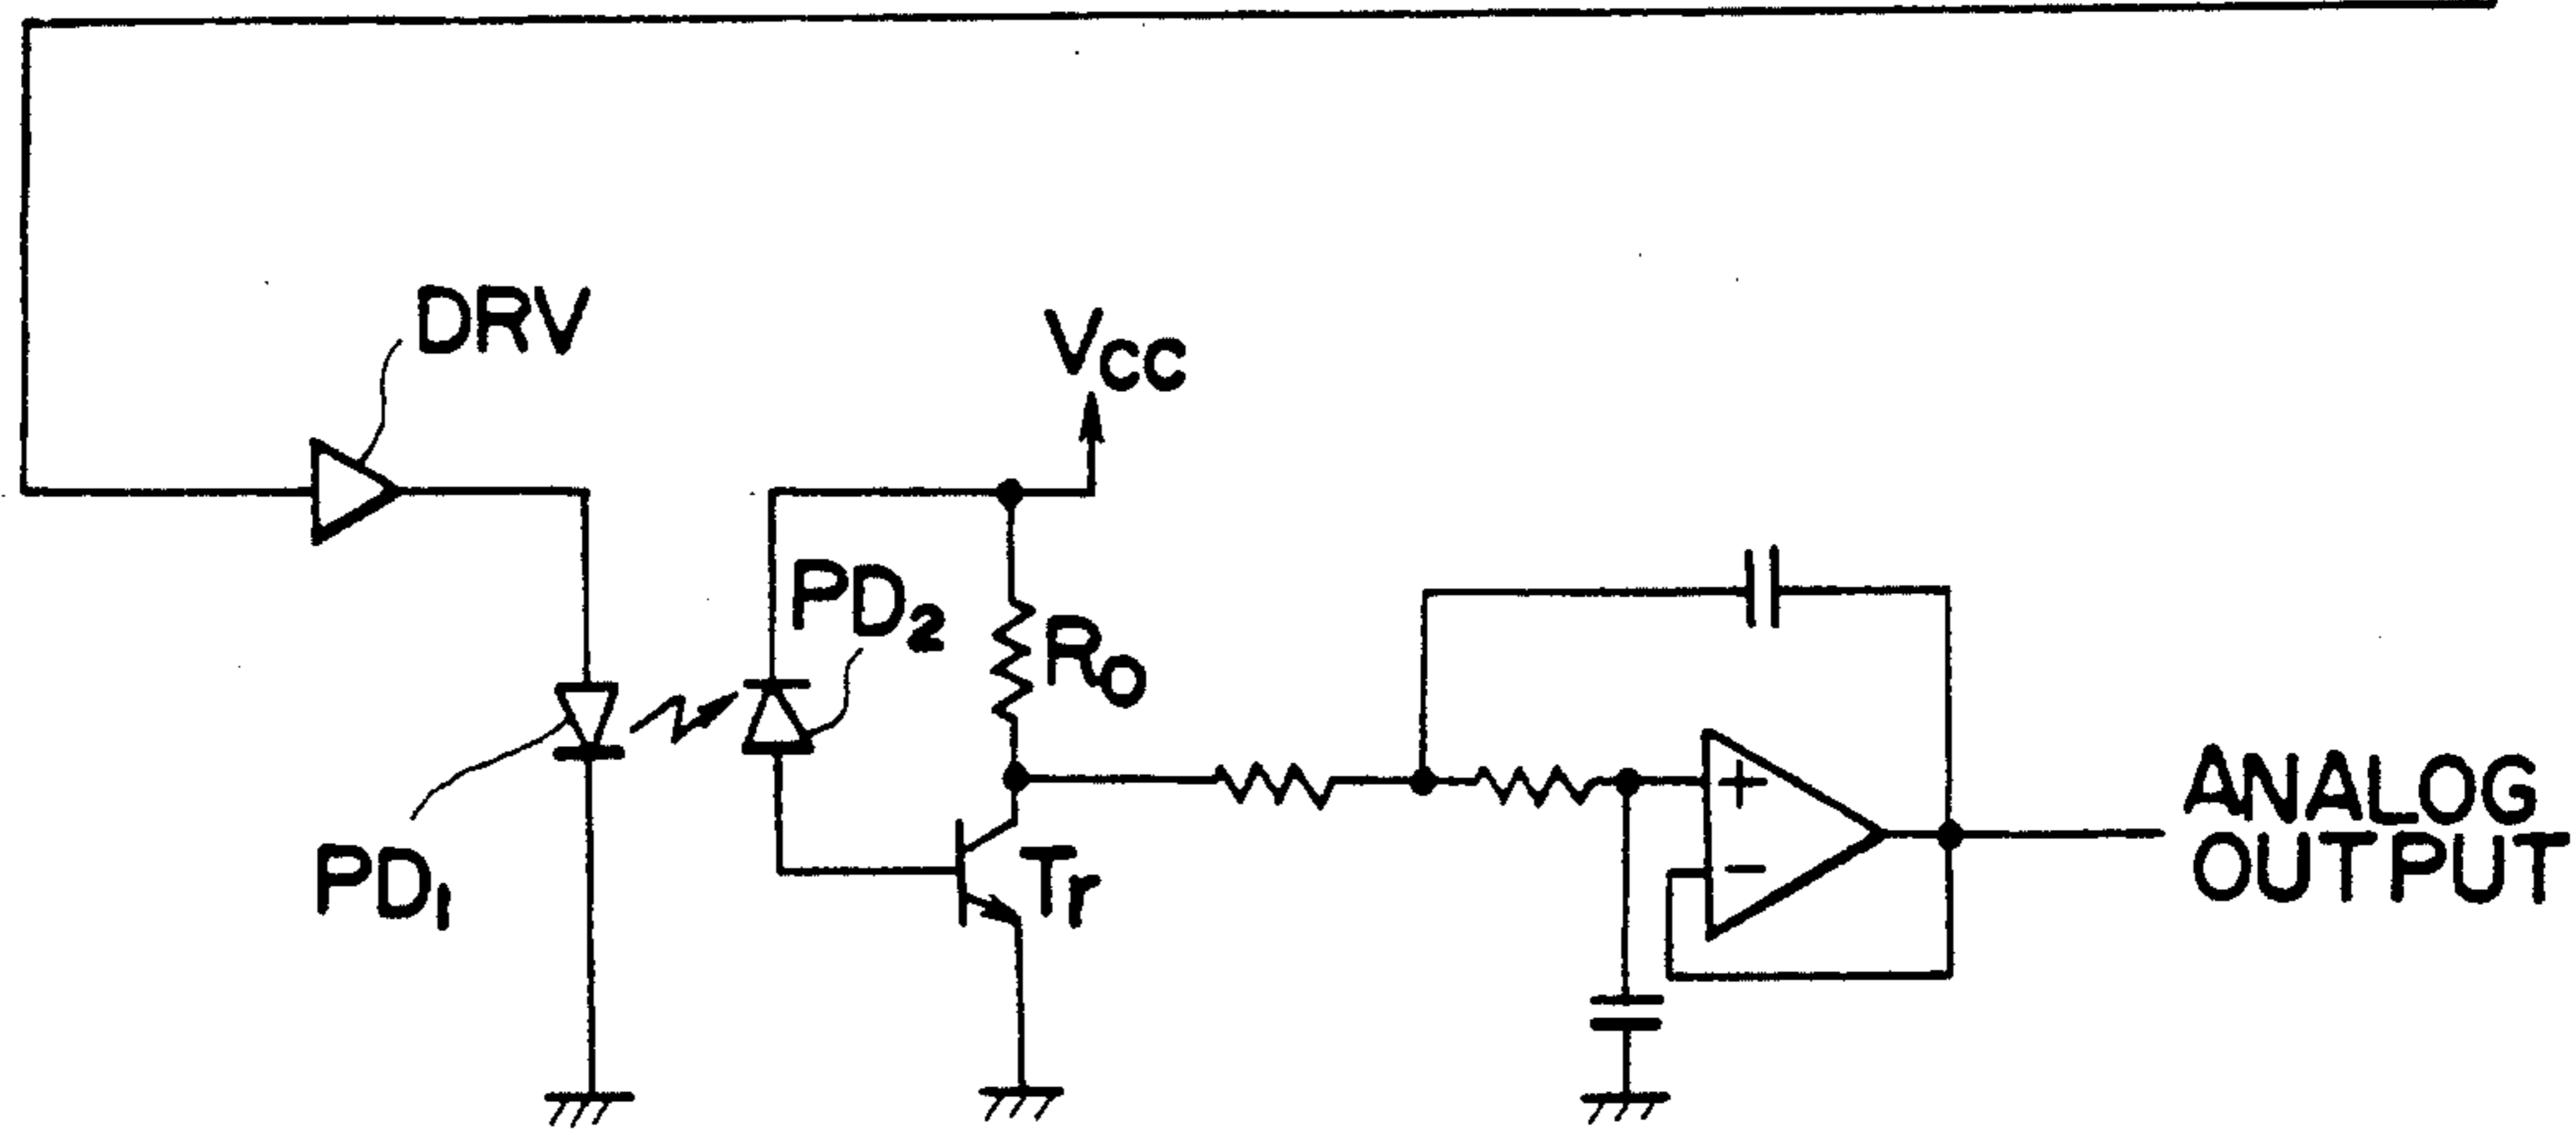 DRV
VCC
PD2
R0
PD1
Tr
+
−
ANALOG
OUTPUT